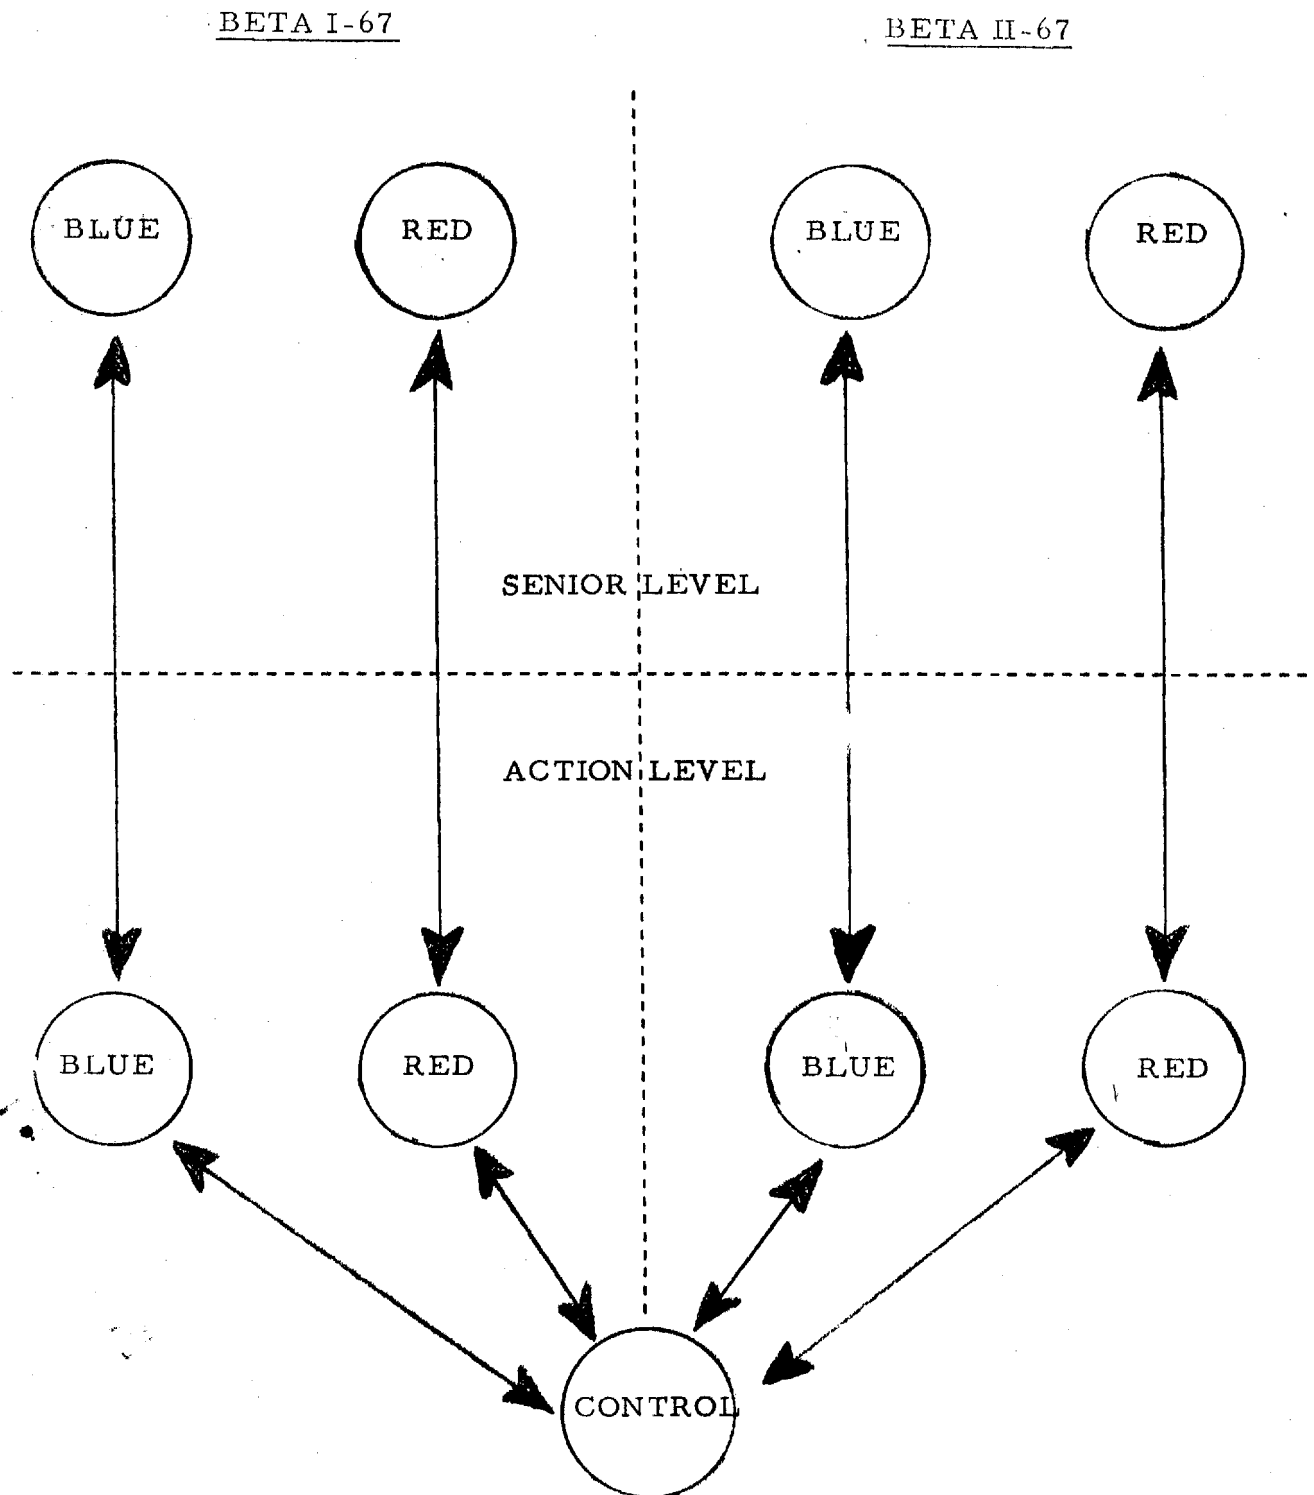 BETA I-67
BETA II-67
BLUE
RED
BLUE
RED
SENIOR LEVEL
ACTION LEVEL
BLUE
RED
BLUE
RED
CONTROL